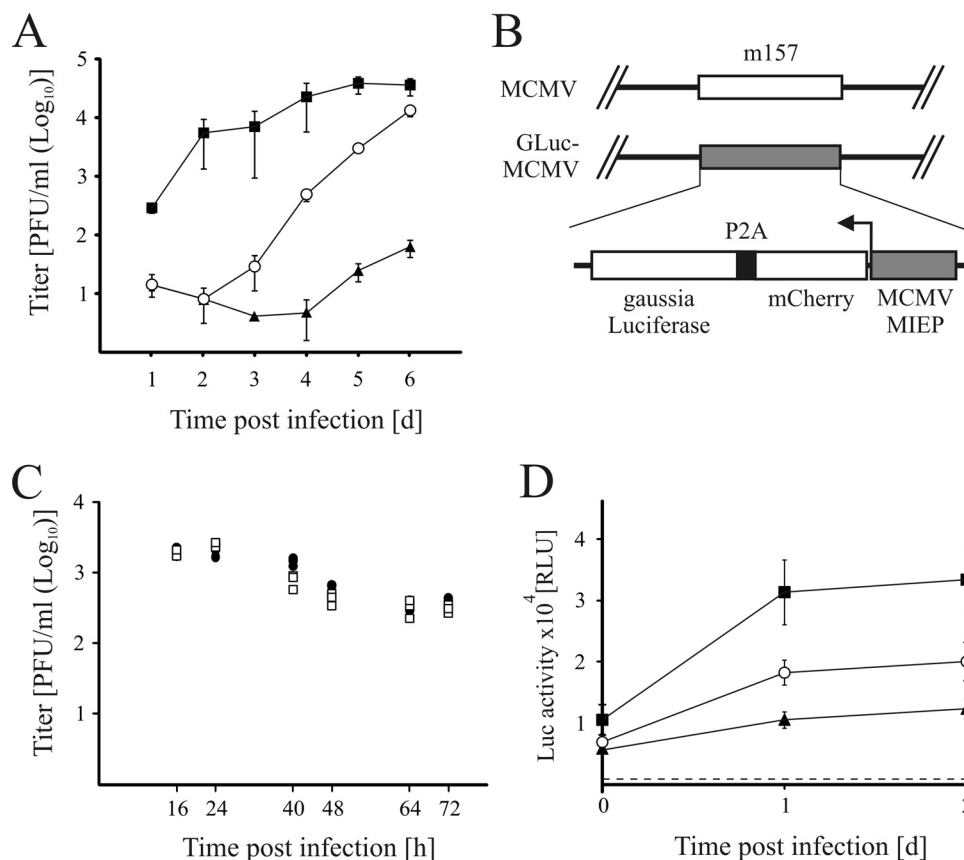 A
5
4
3
2
1
Titer [PFU/ml (Log₁₀)]
1 2 3 4 5 6
Time post infection [d]
B
m157
MCMV
GLuc-
MCMV
P2A
gaussia
Luciferase
mCherry
MCMV
MIEP
C
4
3
2
1
Titer [PFU/ml (Log₁₀)]
16 24 40 48 64 72
Time post infection [h]
D
4
3
2
1
Luc activity x10⁴ [RLU]
0 1
Time post infection [d]